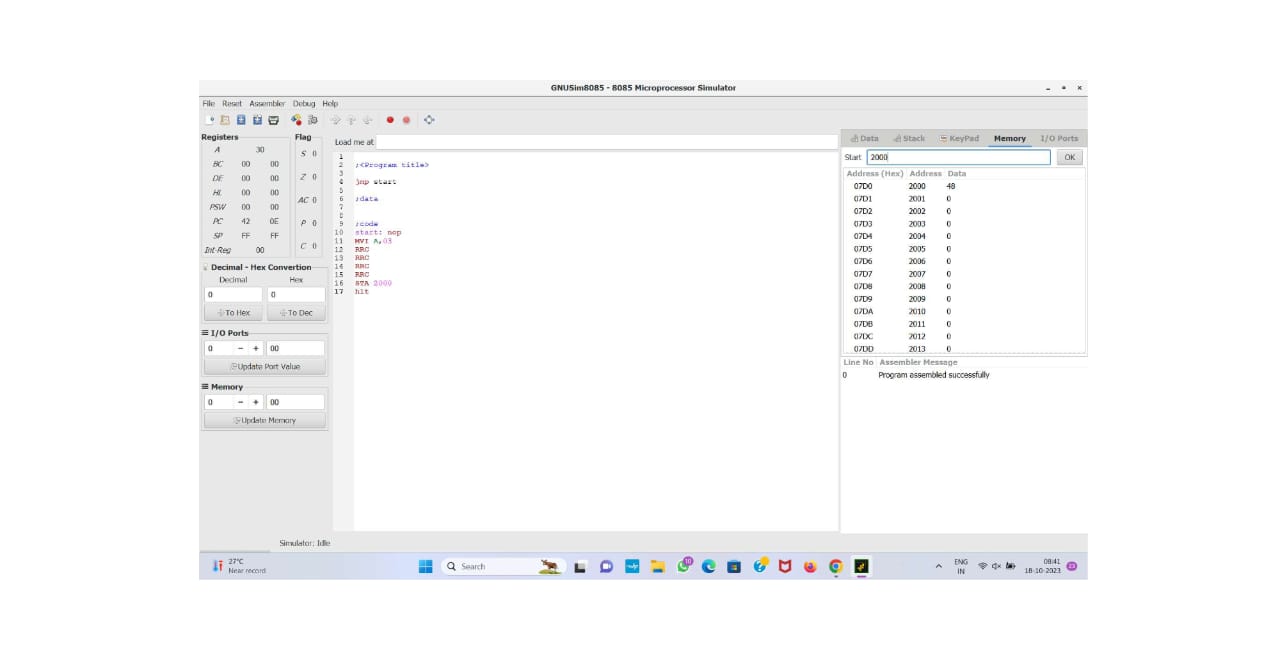 GNUSim8085 - 8085 Microprocessor Simulator
File Reset Assembler Debug Help
Registers
A 30
BC 00 00
DE 00 00
HL 00 00
PSW 00 00
PC 42 0E
SP FF FF
Int-Reg 00
Flag
S 0
Z 0
AC 0
P 0
C 0
Decimal - Hex Convertion
Decimal Hex
0 0
To Hex To Dec
I/O Ports
0 - + 00
Update Port Value
Memory
0 - + 00
Update Memory
Load me at
1
2 ;<Program title>
3
4 jmp start
5
6 ;data
7
8
9 ;code
10 start: nop
11 MVI A,03
12 RRC
13 RRC
14 RRC
15 RRC
16 STA 2000
17 hlt
Data Stack KeyPad Memory I/O Ports
Start 2000 OK
Address (Hex) Address Data
07D0 2000 48
07D1 2001 0
07D2 2002 0
07D3 2003 0
07D4 2004 0
07D5 2005 0
07D6 2006 0
07D7 2007 0
07D8 2008 0
07D9 2009 0
07DA 2010 0
07DB 2011 0
07DC 2012 0
07DD 2013 0
Line No Assembler Message
0 Program assembled successfully
Simulator: Idle
27°C
Near record
Search
ENG
IN
08:41
18-10-2023